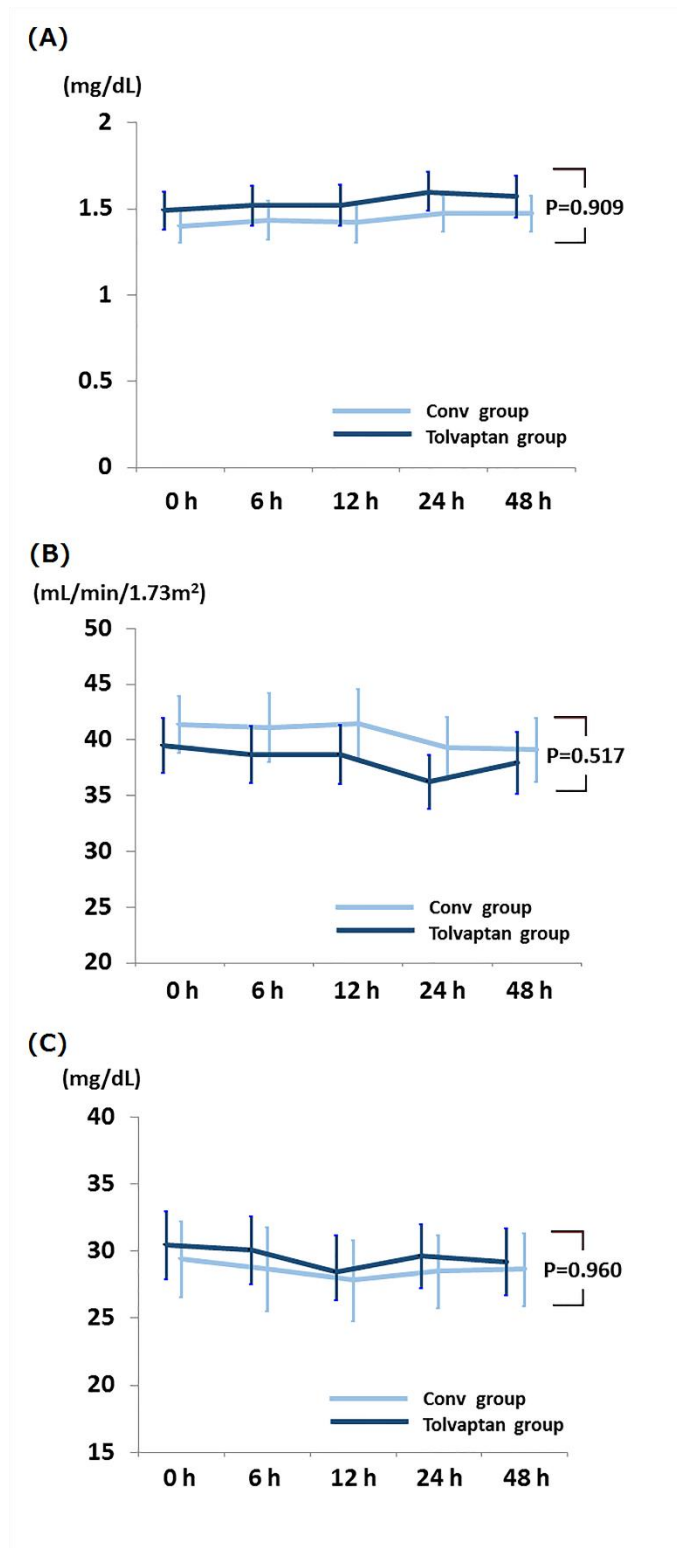 (A)
(mg/dL)
2
1.5
1
0.5
0
P=0.909
Conv group
Tolvaptan group
0 h 6 h 12 h 24 h 48 h
(B)
(mL/min/1.73m²)
50
45
40
35
30
25
20
P=0.517
Conv group
Tolvaptan group
0 h 6 h 12 h 24 h 48 h
(C)
(mg/dL)
40
35
30
25
20
15
P=0.960
Conv group
Tolvaptan group
0 h 6 h 12 h 24 h 48 h